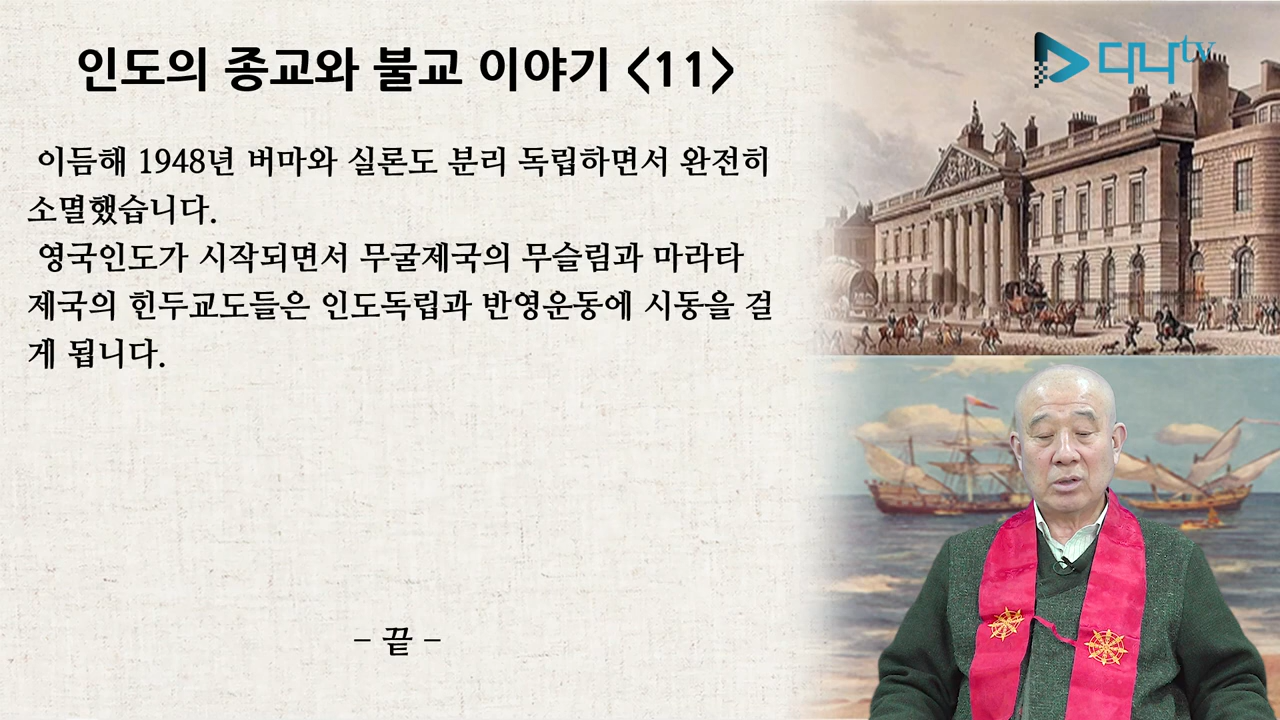 인도의 종교와 불교 이야기 <11>
다나tv
이듬해 1948년 버마와 실론도 분리 독립하면서 완전히
소멸했습니다.
영국인도가 시작되면서 무굴제국의 무슬림과 마라타
제국의 힌두교도들은 인도독립과 반영운동에 시동을 걸
게 됩니다.
- 끝 -